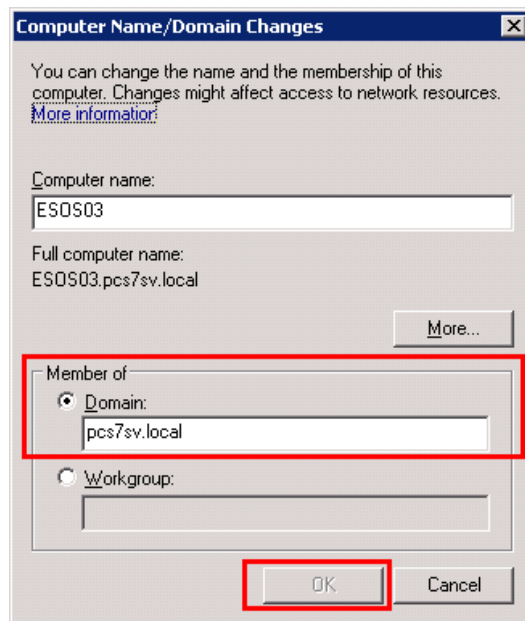 Computer Name/Domain Changes
You can change the name and the membership of this
computer. Changes might affect access to network resources.
More information
Computer name:
ESOS03
Full computer name:
ESOS03.pcs7sv.local
More...
Member of
Domain:
pcs7sv.local
Workgroup:
OK
Cancel